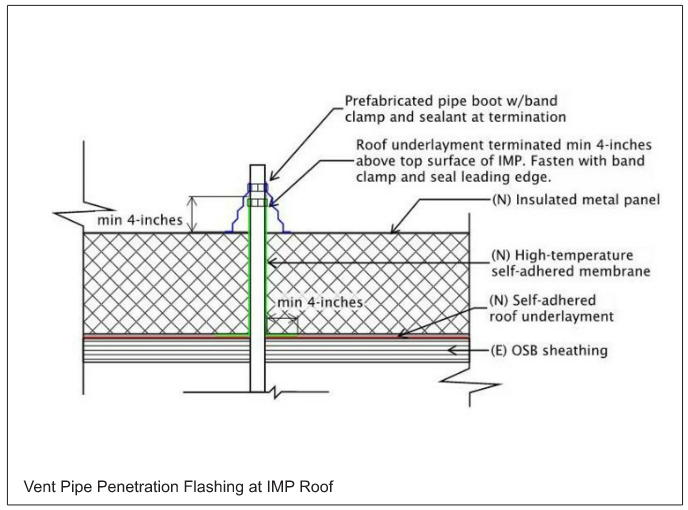 Prefabricated pipe boot w/band
clamp and sealant at termination
Roof underlayment terminated min 4-inches
above top surface of IMP. Fasten with band
clamp and seal leading edge.
(N) Insulated metal panel
min 4-inches
(N) High-temperature
self-adhered membrane
min 4-inches
(N) Self-adhered
roof underlayment
(E) OSB sheathing
Vent Pipe Penetration Flashing at IMP Roof